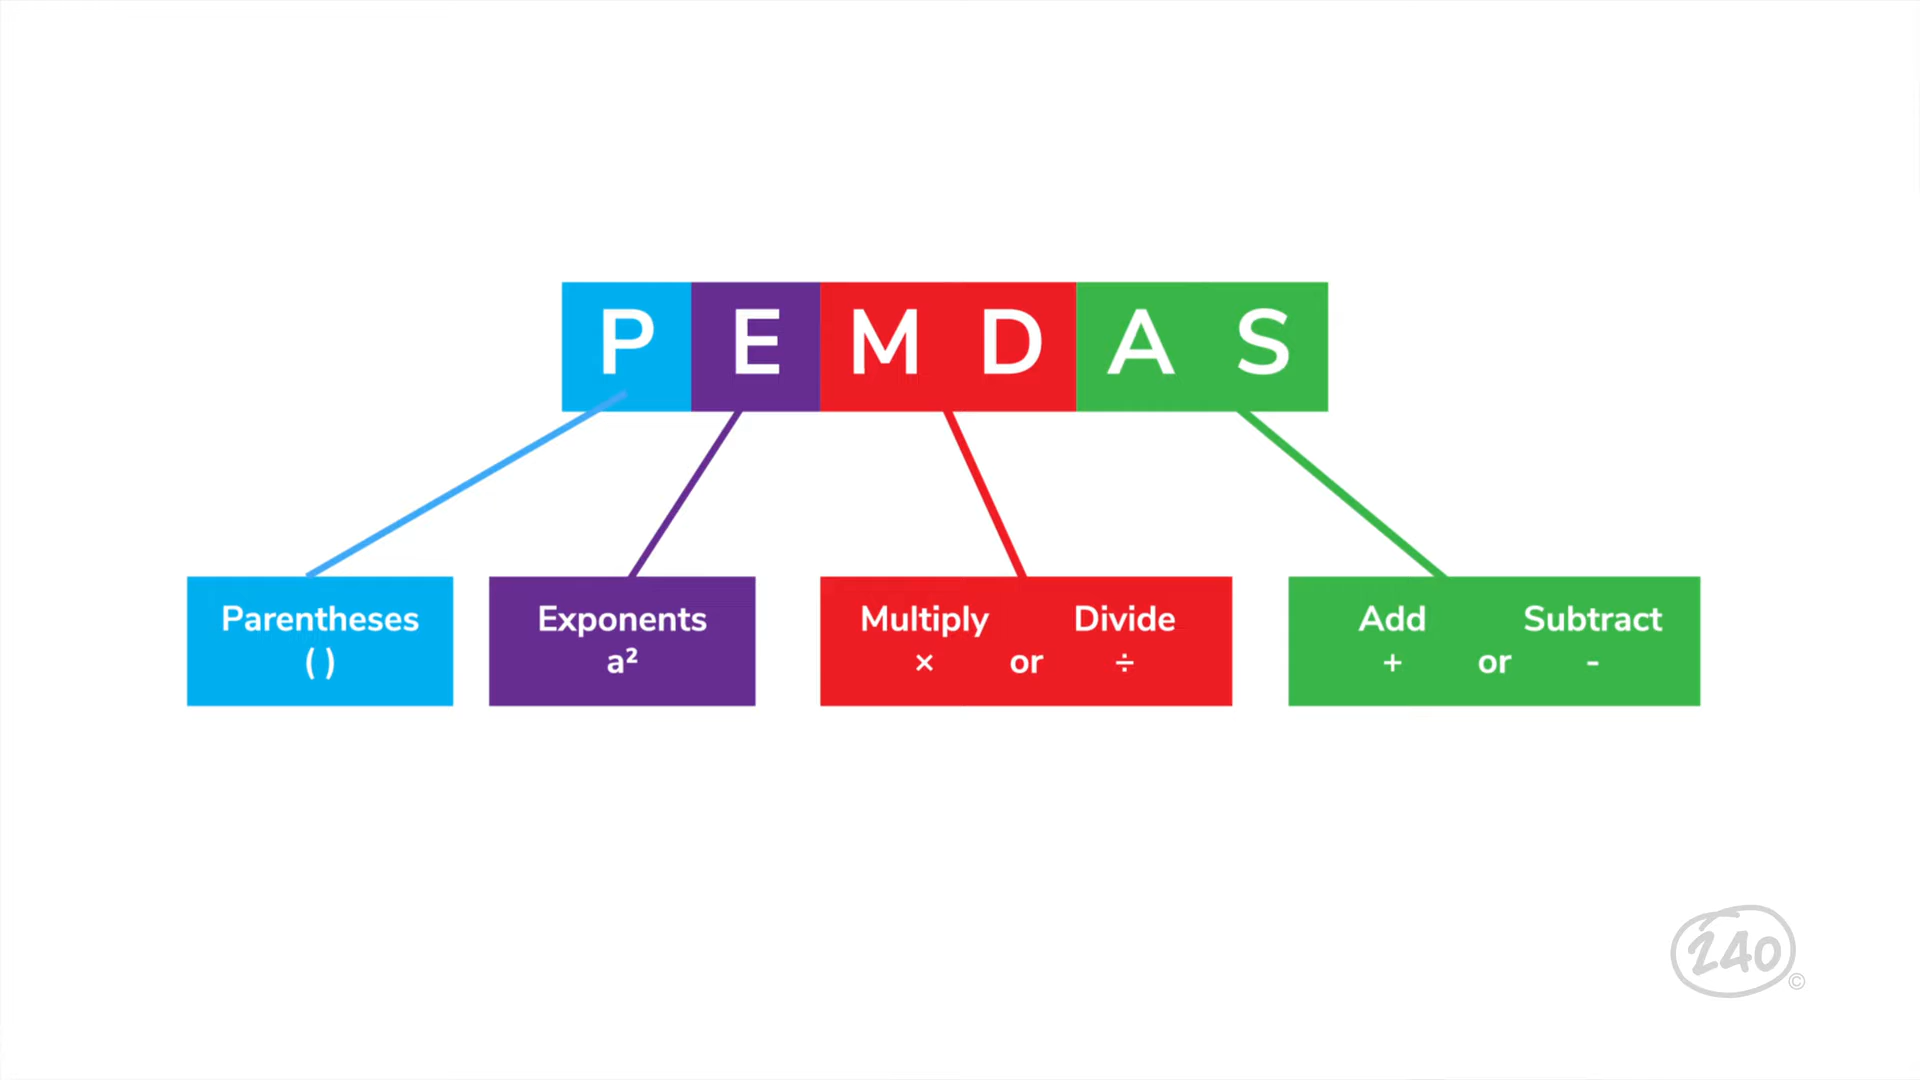 P E M D A S
Parentheses
( )
Exponents
a²
Multiply Divide
× or ÷
Add Subtract
+ or -
240
©